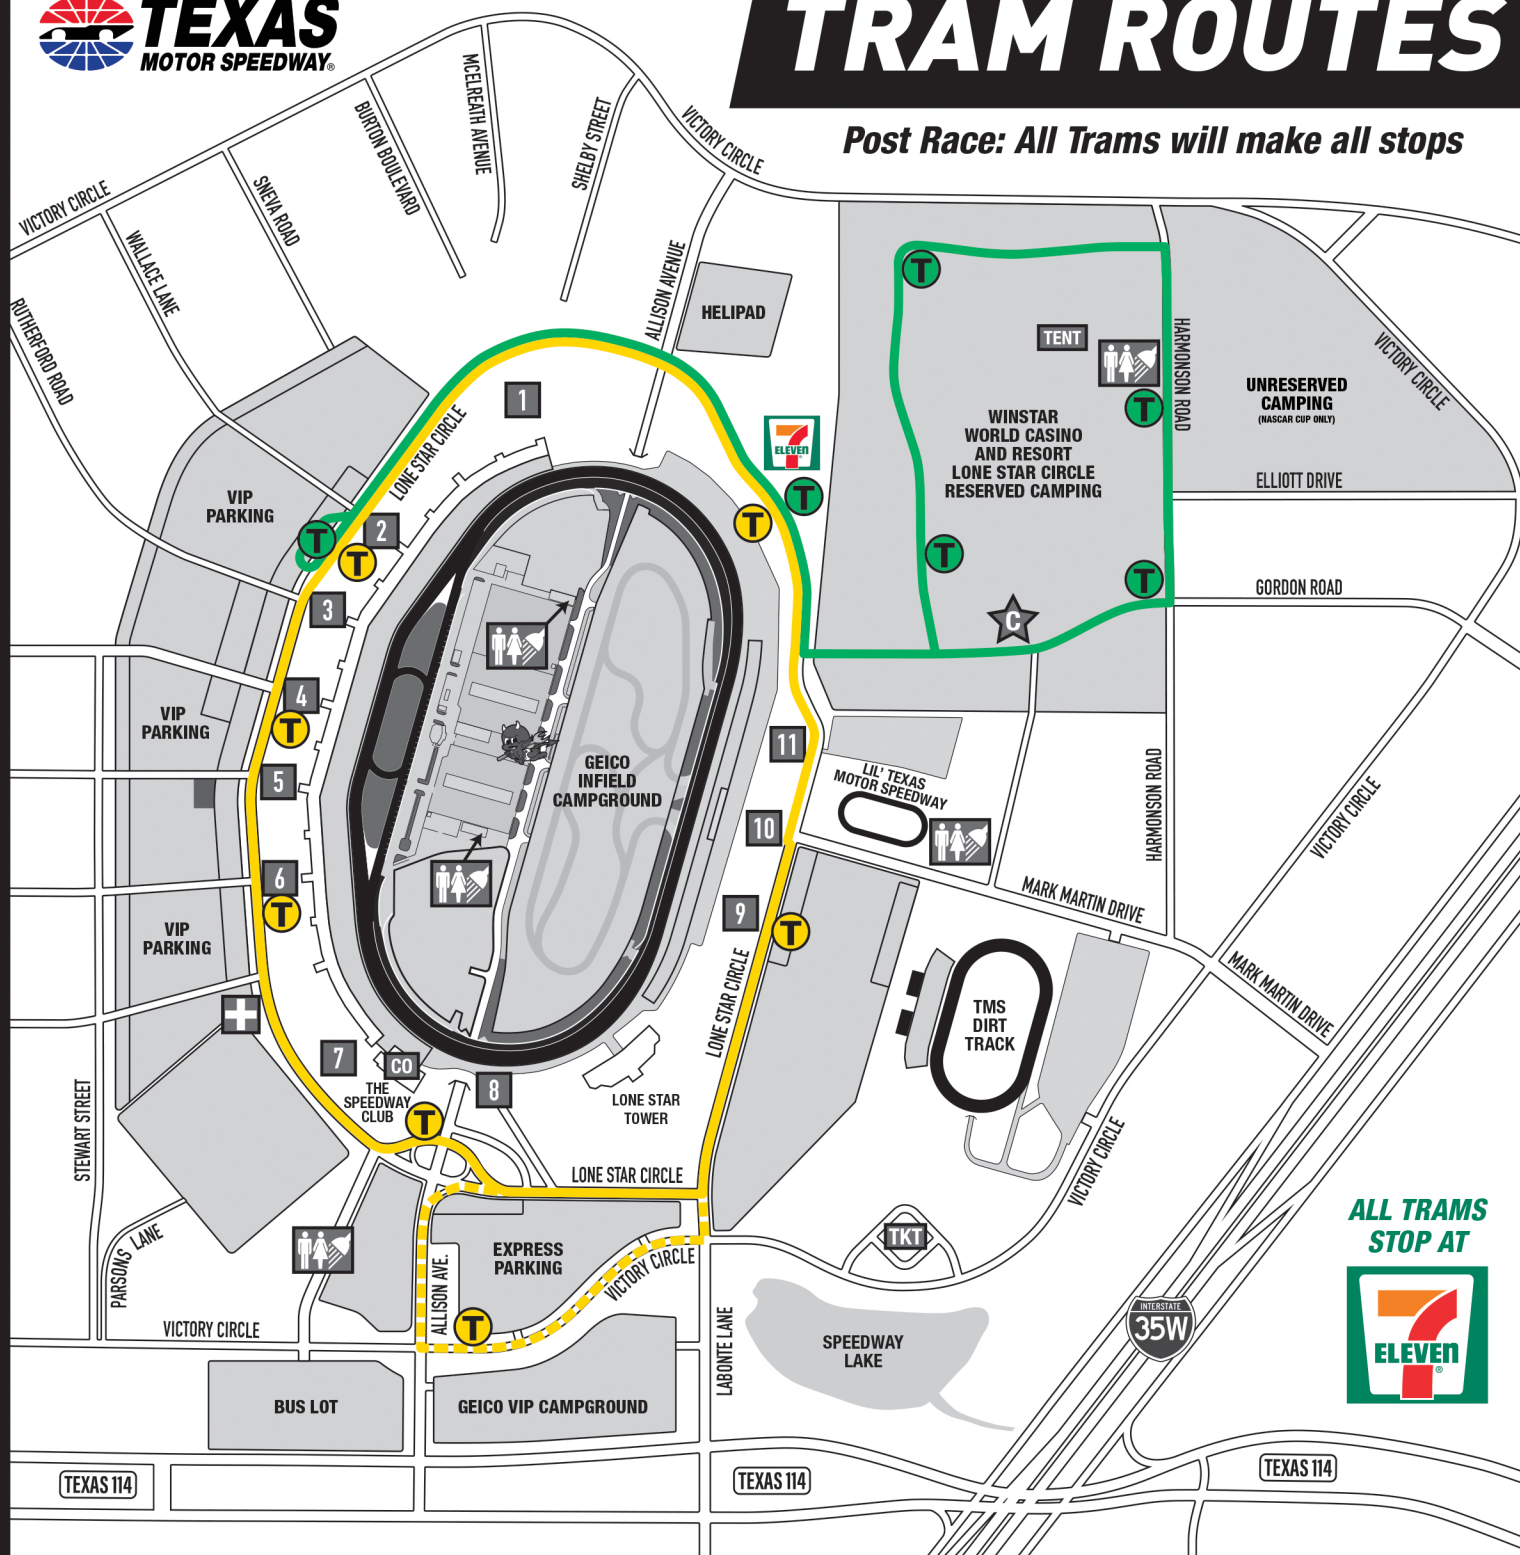 TEXAS
MOTOR SPEEDWAY®
TRAM ROUTES
Post Race: All Trams will make all stops
VICTORY CIRCLE
MCELREATH AVENUE
BURTON BOULEVARD
SHELBY STREET
VICTORY CIRCLE
SNEVA ROAD
WALLACE LANE
RUTHERFORD ROAD
ALLISON AVENUE
HELIPAD
T
TENT
HARMONSON ROAD
VICTORY CIRCLE
UNRESERVED
CAMPING
(NASCAR CUP ONLY)
T
WINSTAR
WORLD CASINO
AND RESORT
LONE STAR CIRCLE
RESERVED CAMPING
1
LONE STAR CIRCLE
7
ELEVEN
ELLIOTT DRIVE
VIP
PARKING
T
T
2
T
T
T
T
3
GORDON ROAD
C
4
T
VIP
PARKING
5
GEICO
INFIELD
CAMPGROUND
11
LIL' TEXAS
MOTOR SPEEDWAY
10
HARMONSON ROAD
VICTORY CIRCLE
6
T
9
T
MARK MARTIN DRIVE
VIP
PARKING
LONE STAR CIRCLE
MARK MARTIN DRIVE
TMS
DIRT
TRACK
7
CO
THE
SPEEDWAY
CLUB
8
T
LONE STAR
TOWER
STEWART STREET
LONE STAR CIRCLE
VICTORY CIRCLE
PARSONS LANE
EXPRESS
PARKING
ALLISON AVE.
VICTORY CIRCLE
TKT
ALL TRAMS
STOP AT
7
ELEVEN®
T
VICTORY CIRCLE
LABONTE LANE
SPEEDWAY
LAKE
INTERSTATE
35W
BUS LOT
GEICO VIP CAMPGROUND
TEXAS 114
TEXAS 114
TEXAS 114